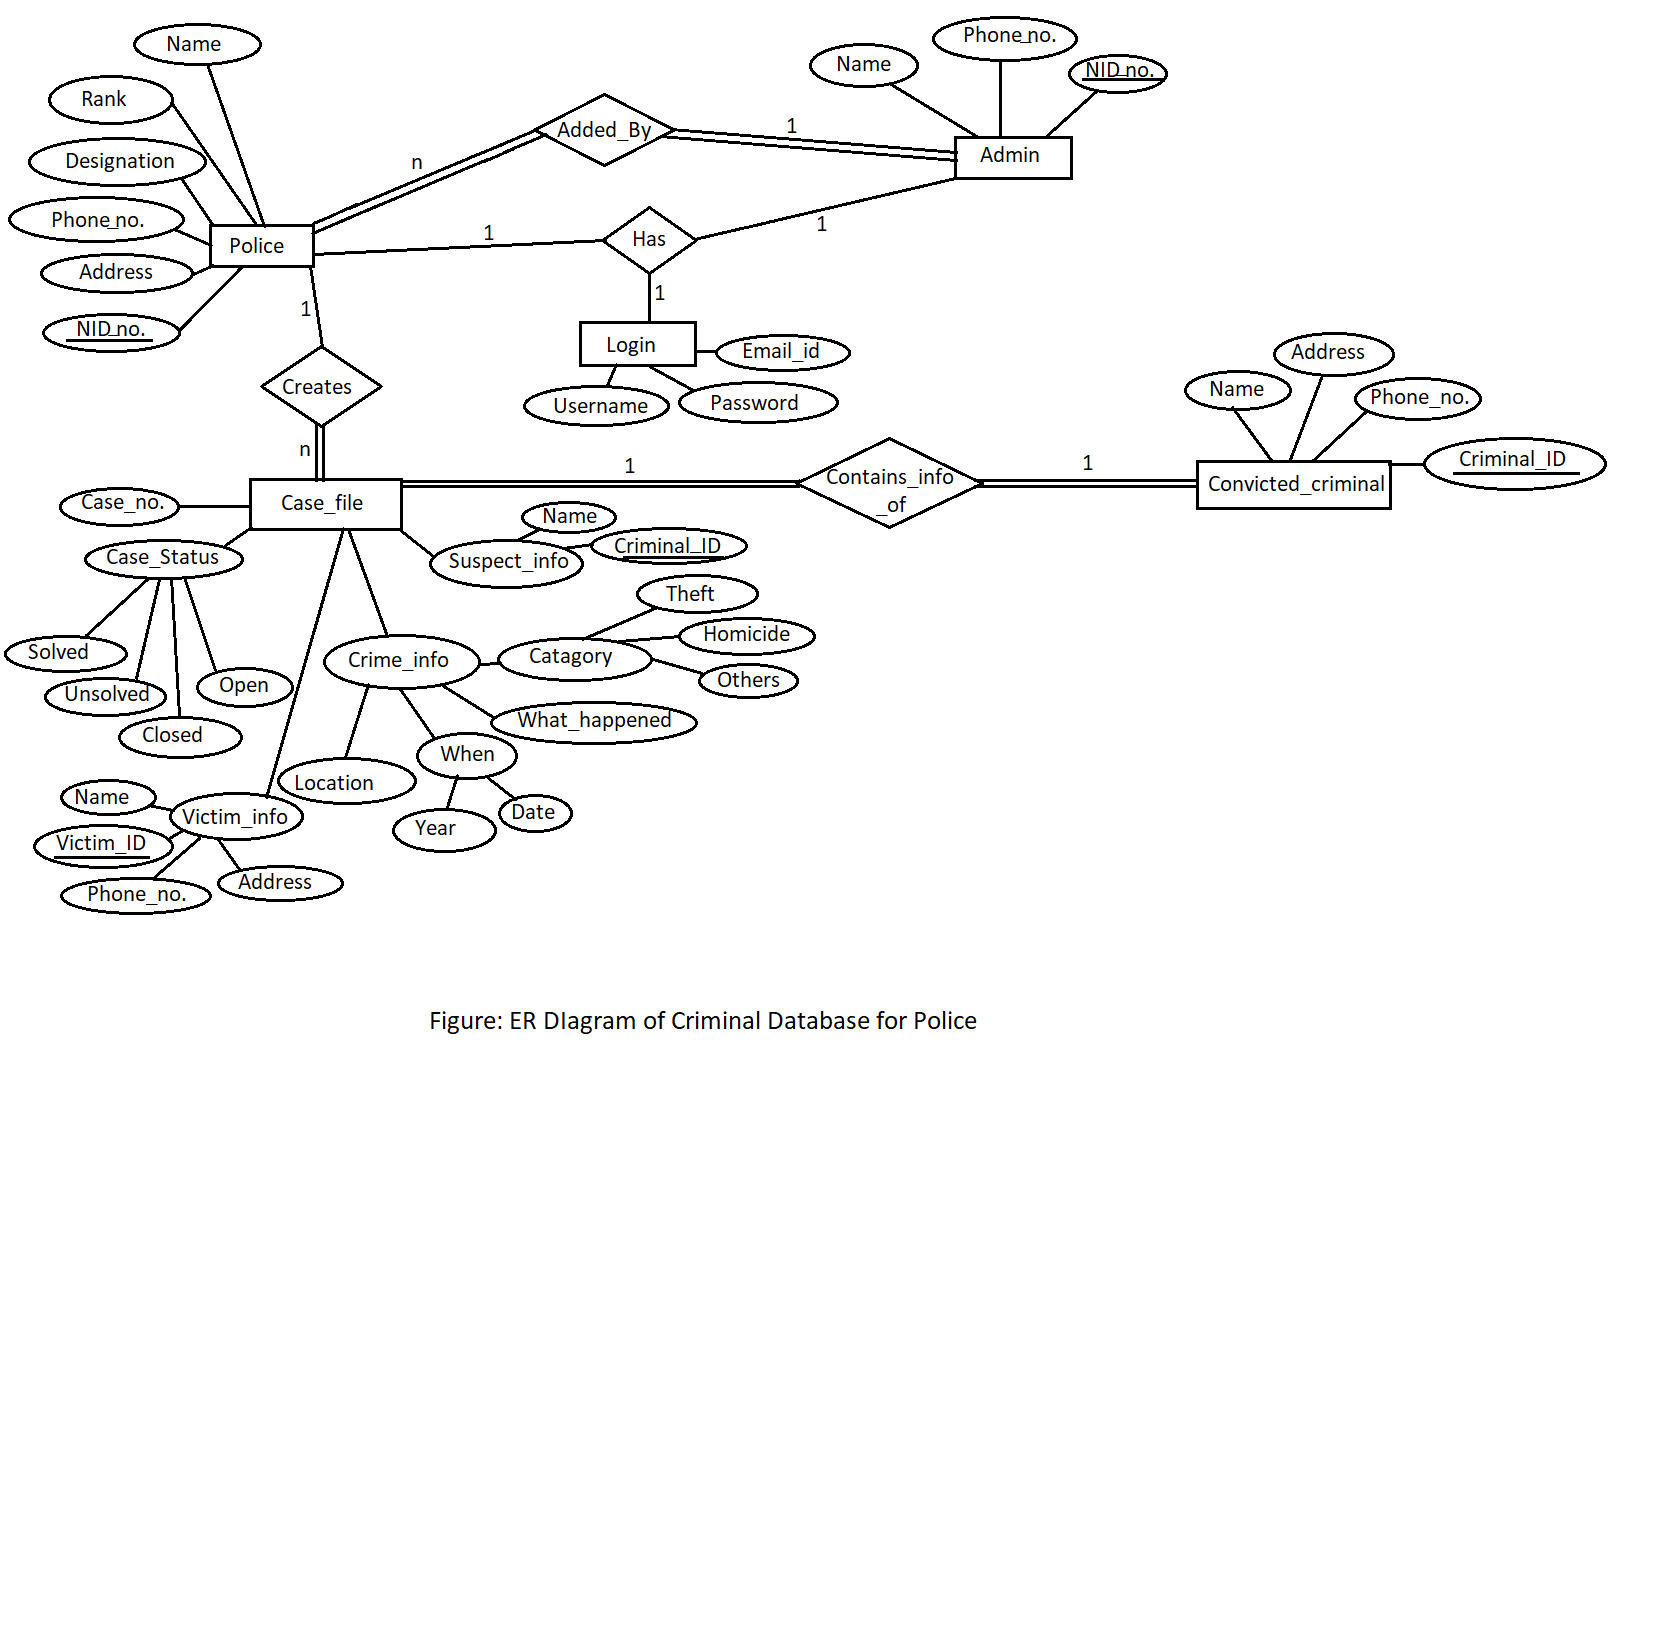 Name
Rank
Designation
Phone_no.
Address
NID_no.
Police
n
Added_By
1
Name
Phone_no.
NID_no.
Admin
1
Has
1
1
Login
Email_id
Username
Password
1
Creates
n
Case_file
1
Contains_info
_of
1
Convicted_criminal
Name
Address
Phone_no.
Criminal_ID
Case_no.
Case_Status
Solved
Unsolved
Closed
Open
Suspect_info
Name
Criminal_ID
Crime_info
Catagory
Theft
Homicide
Others
What_happened
When
Year
Date
Location
Victim_info
Name
Victim_ID
Phone_no.
Address
Figure: ER DIagram of Criminal Database for Police